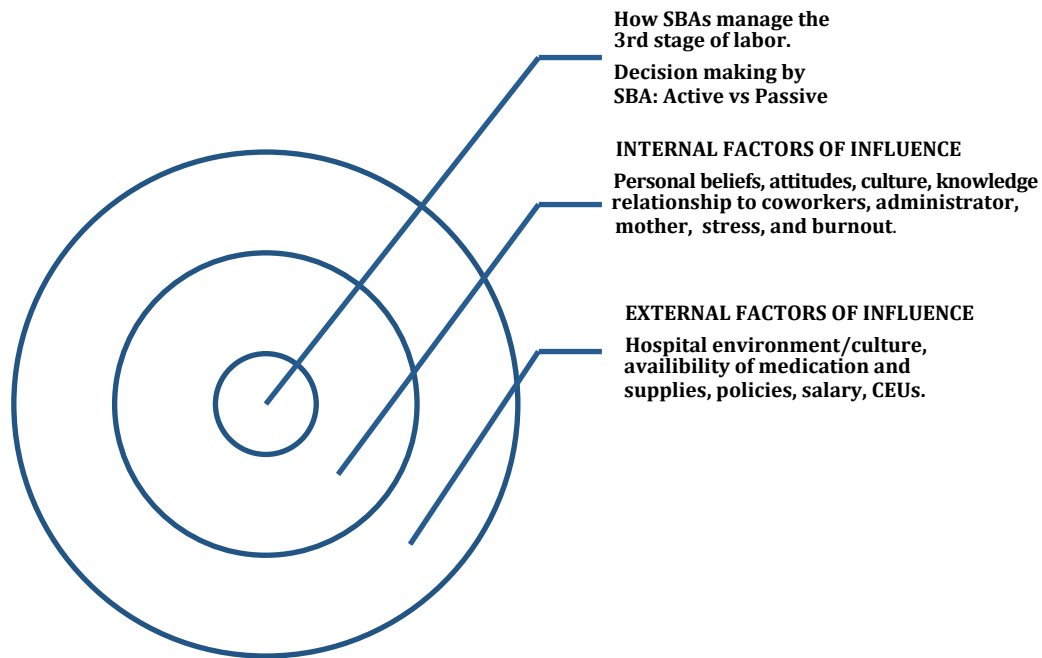 How SBAs manage the
3rd stage of labor.
Decision making by
SBA: Active vs Passive
INTERNAL FACTORS OF INFLUENCE
Personal beliefs, attitudes, culture, knowledge
relationship to coworkers, administrator,
mother, stress, and burnout.
EXTERNAL FACTORS OF INFLUENCE
Hospital environment/culture,
availibility of medication and
supplies, policies, salary, CEUs.